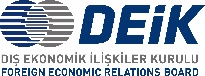 DEİK
DIŞ EKONOMİK İLİŞKİLER KURULU
FOREIGN ECONOMIC RELATIONS BOARD